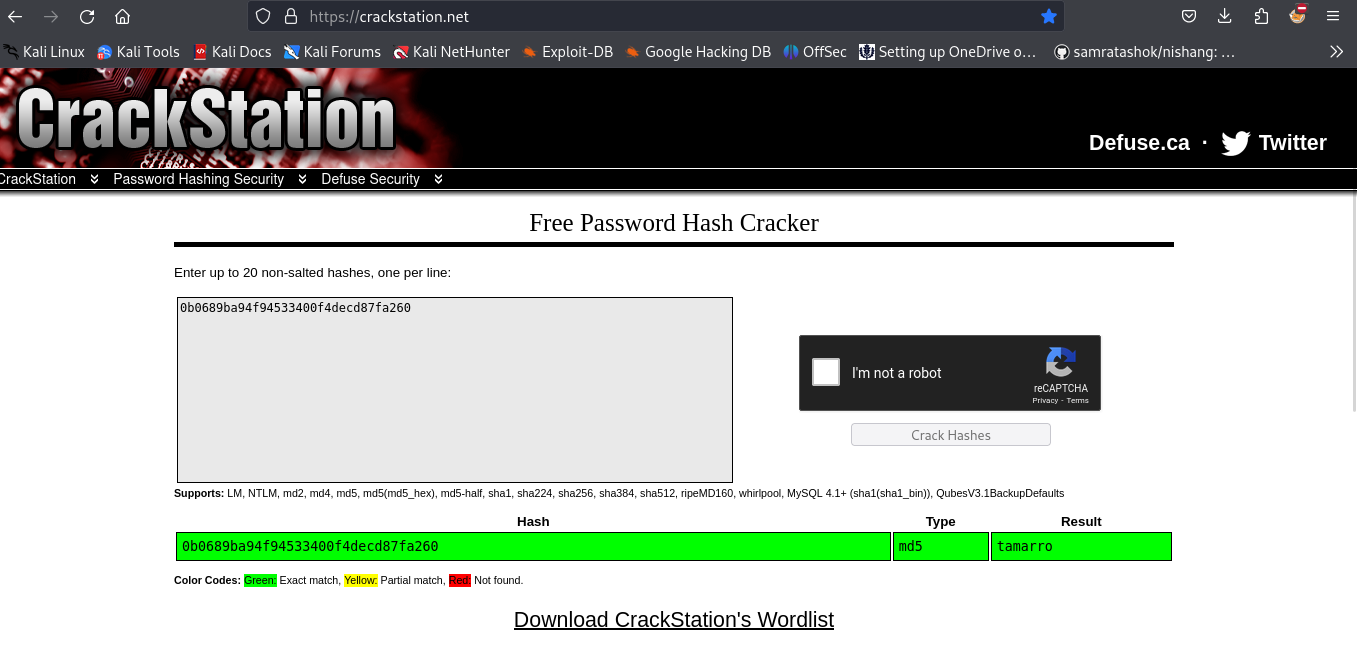 https://crackstation.net
Kali Linux Kali Tools Kali Docs Kali Forums Kali NetHunter Exploit-DB Google Hacking DB OffSec Setting up OneDrive o… samratashok/nishang: …
CrackStation
Defuse.ca · Twitter
CrackStation Password Hashing Security Defuse Security
Free Password Hash Cracker
Enter up to 20 non-salted hashes, one per line:
0b0689ba94f94533400f4decd87fa260
I'm not a robot
reCAPTCHA
Privacy - Terms
Crack Hashes
Supports: LM, NTLM, md2, md4, md5, md5(md5_hex), md5-half, sha1, sha224, sha256, sha384, sha512, ripeMD160, whirlpool, MySQL 4.1+ (sha1(sha1_bin)), QubesV3.1BackupDefaults
Hash Type Result
0b0689ba94f94533400f4decd87fa260 md5 tamarro
Color Codes: Green: Exact match, Yellow: Partial match, Red: Not found.
Download CrackStation's Wordlist